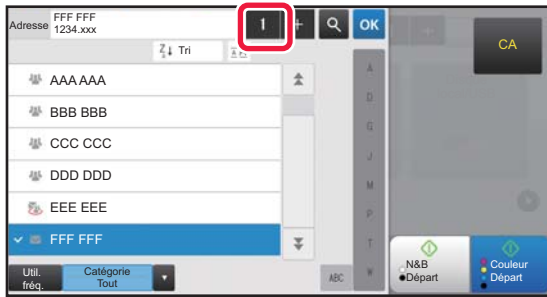 Adresse
FFF FFF
1234.xxx
1
+
OK
CA
Z↓ Tri
AAA AAA
BBB BBB
CCC CCC
DDD DDD
EEE EEE
FFF FFF
A
D
G
J
M
P
T
W
Util.
fréq.
Catégorie
Tout
ABC
N&B
Départ
Couleur
Départ